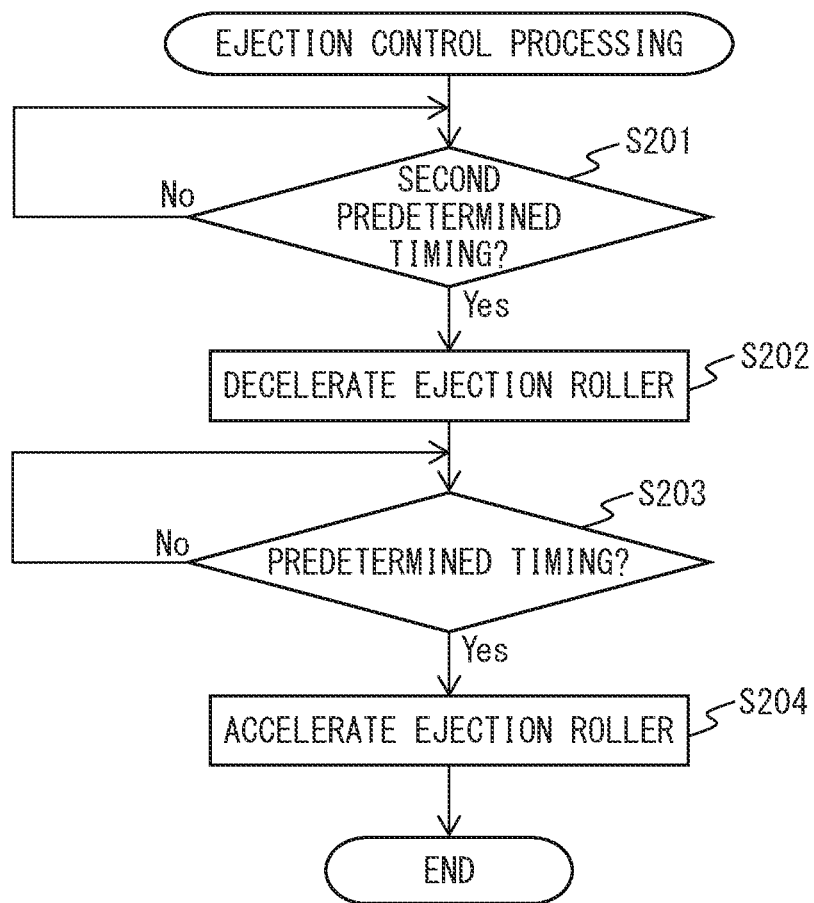 EJECTION CONTROL PROCESSING
S201
SECOND
PREDETERMINED
TIMING?
No
Yes
S202
DECELERATE EJECTION ROLLER
S203
PREDETERMINED TIMING?
No
Yes
S204
ACCELERATE EJECTION ROLLER
END